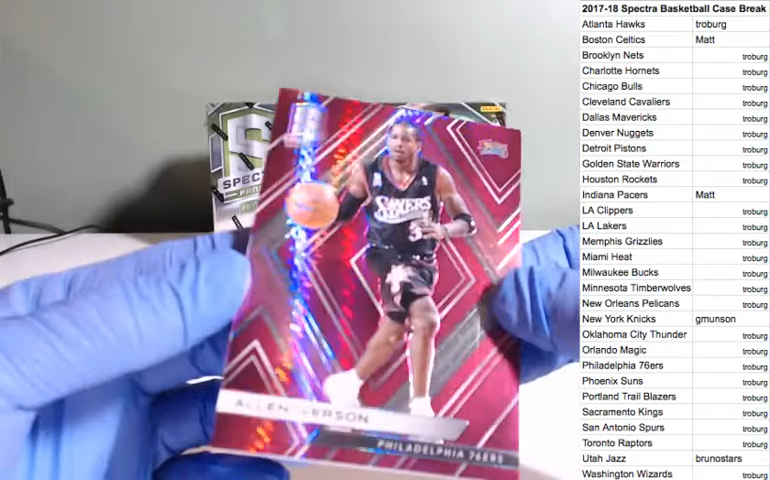 2017-18 Spectra Basketball Case Break
Atlanta Hawks troburg
Boston Celtics Matt
Brooklyn Nets troburg
Charlotte Hornets troburg
Chicago Bulls troburg
Cleveland Cavaliers troburg
Dallas Mavericks troburg
Denver Nuggets troburg
Detroit Pistons troburg
Golden State Warriors troburg
Houston Rockets troburg
Indiana Pacers Matt
LA Clippers troburg
LA Lakers troburg
Memphis Grizzlies troburg
Miami Heat troburg
Milwaukee Bucks troburg
Minnesota Timberwolves troburg
New Orleans Pelicans troburg
New York Knicks gmunson
Oklahoma City Thunder troburg
Orlando Magic troburg
Philadelphia 76ers troburg
Phoenix Suns troburg
Portland Trail Blazers troburg
Sacramento Kings troburg
San Antonio Spurs troburg
Toronto Raptors troburg
Utah Jazz brunostars
Washington Wizards troburg
SPEC
SIXERS
3
ALLEN IVERSON
PHILADELPHIA 76ERS